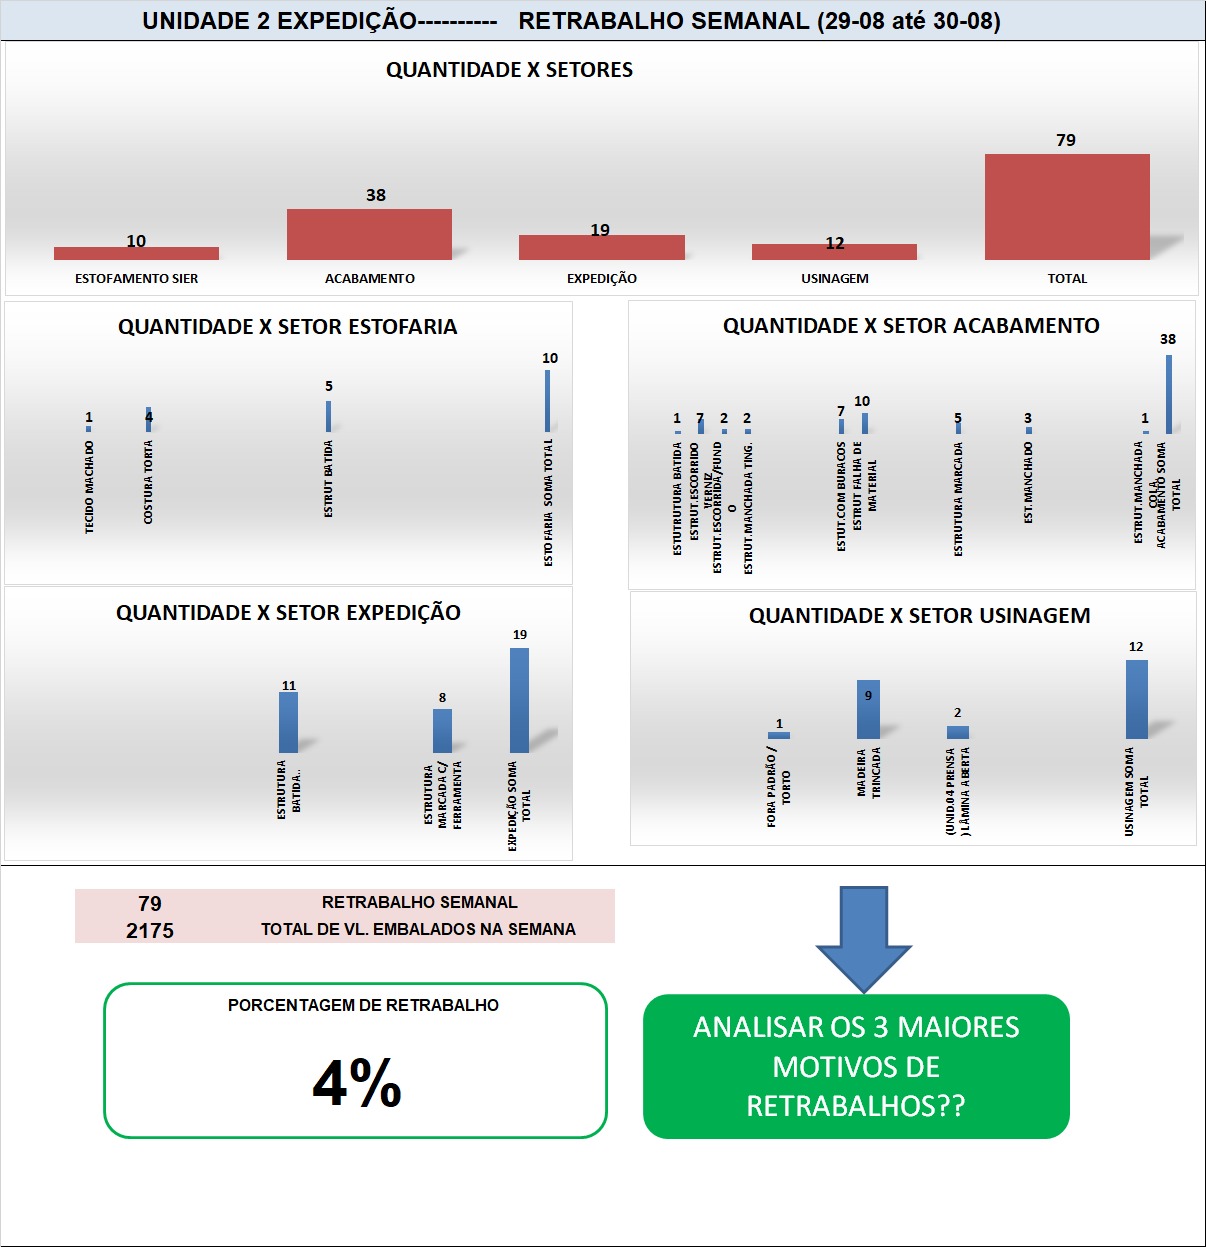 UNIDADE 2 EXPEDIÇÃO---------- RETRABALHO SEMANAL (29-08 até 30-08)
QUANTIDADE X SETORES
10
38
19
12
79
ESTOFAMENTO SIER
ACABAMENTO
EXPEDIÇÃO
USINAGEM
TOTAL
QUANTIDADE X SETOR ESTOFARIA
1
4
5
10
TECIDO MACHADO
COSTURA TORTA
ESTRUT BATIDA
ESTOFARIA SOMA TOTAL
QUANTIDADE X SETOR ACABAMENTO
1
7
2
2
7
10
5
3
1
38
ESTUTRUTURA BATIDA
ESTRUT.ESCORRIDO
VERNIZ
ESTRUT.ESCORRIDA/FUND
O
ESTRUT.MANCHADA TING.
ESTUT.COM BURACOS
ESTRUT FALHA DE
MATERIAL
ESTRUTURA MARCADA
EST.MANCHADO
ESTRUT.MANCHADA
COLA
ACABAMENTO SOMA
TOTAL
QUANTIDADE X SETOR EXPEDIÇÃO
11
8
19
ESTRUTURA
BATIDA..
ESTRUTURA
MARCADA C/
FERRAMENTA
EXPEDIÇÃO SOMA
TOTAL
QUANTIDADE X SETOR USINAGEM
1
9
2
12
FORA PADRÃO /
TORTO
MADEIRA
TRINCADA
(UNID.04 PRENSA
) LÂMINA ABERTA
USINAGEM SOMA
TOTAL
79 RETRABALHO SEMANAL
2175 TOTAL DE VL. EMBALADOS NA SEMANA
PORCENTAGEM DE RETRABALHO
4%
ANALISAR OS 3 MAIORES
MOTIVOS DE
RETRABALHOS??